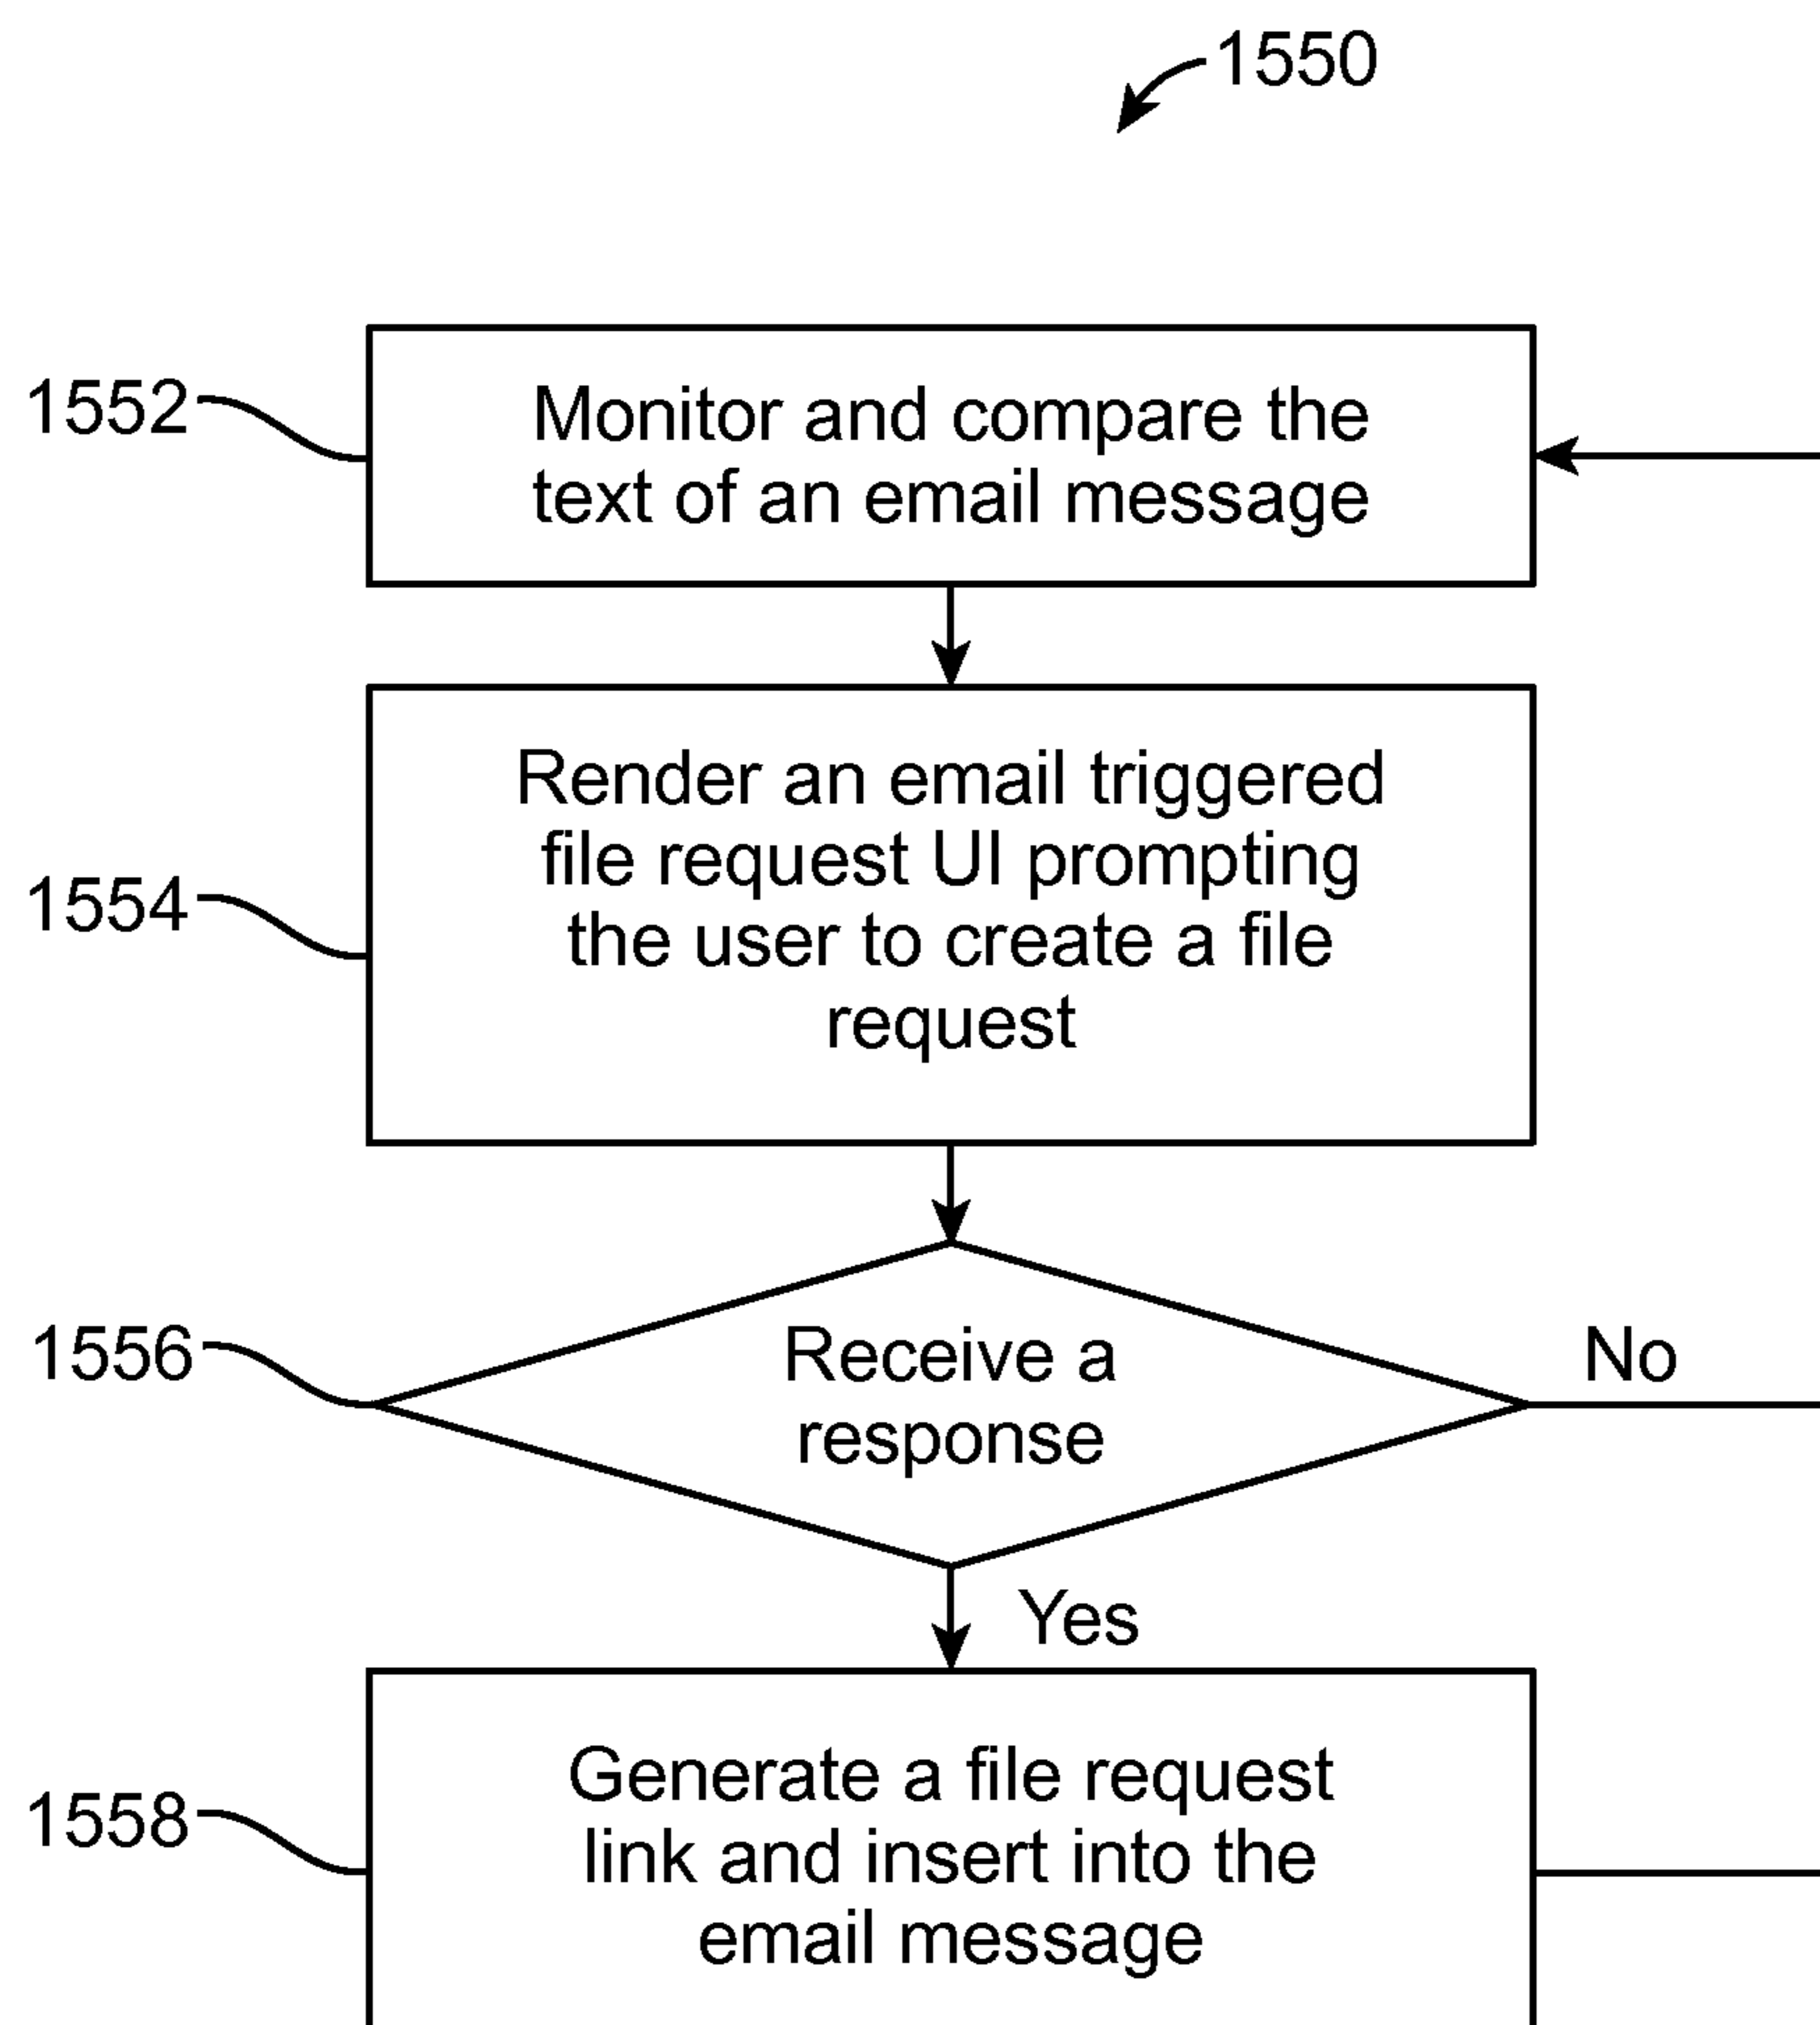 1550
1552
Monitor and compare the
text of an email message
1554
Render an email triggered
file request UI prompting
the user to create a file
request
1556
Receive a
response
No
Yes
1558
Generate a file request
link and insert into the
email message